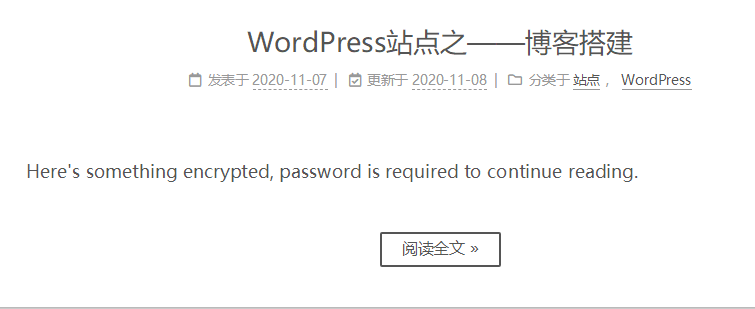 WordPress站点之——博客搭建
发表于 2020-11-07 | 更新于 2020-11-08 | 分类于 站点 ， WordPress
Here's something encrypted, password is required to continue reading.
阅读全文 »